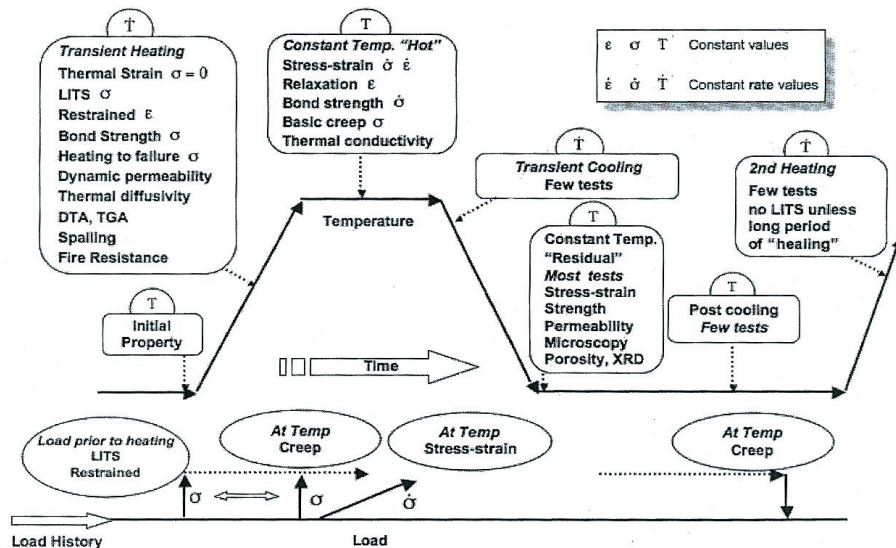 Ṫ
Transient Heating
Thermal Strain σ = 0
LITS σ
Restrained ε
Bond Strength σ
Heating to failure σ
Dynamic permeability
Thermal diffusivity
DTA, TGA
Spalling
Fire Resistance
T
Constant Temp. "Hot"
Stress-strain σ̇ ε̇
Relaxation ε
Bond strength σ̇
Basic creep σ
Thermal conductivity
ε σ T Constant values
ε̇ σ̇ Ṫ Constant rate values
Ṫ
Transient Cooling
Few tests
Ṫ
2nd Heating
Few tests
no LITS unless
long period
of "healing"
Temperature
T
Constant Temp.
"Residual"
Most tests
Stress-strain
Strength
Permeability
Microscopy
Porosity, XRD
T
Post cooling
Few tests
T
Initial
Property
Time
Load prior to heating
LITS
Restrained
At Temp
Creep
At Temp
Stress-strain
At Temp
Creep
σ
σ
σ̇
Load History
Load